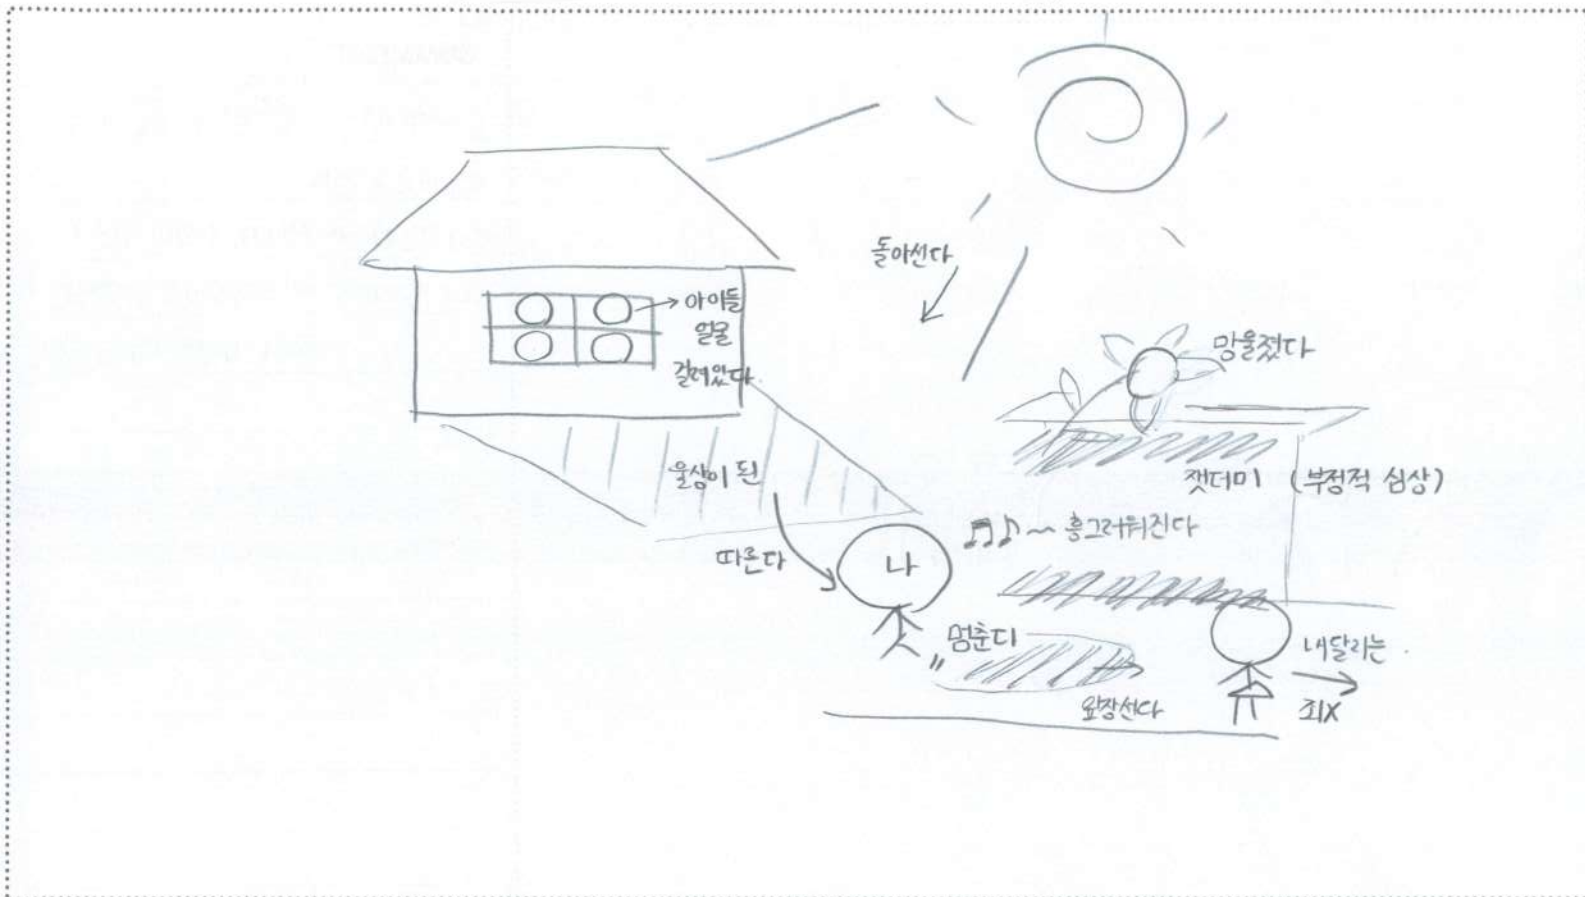 돌아선다
아이들
얼굴
걸려있다.
망울졌다
잿더미 (부정적 심상)
울상이 된
흥그러워진다
따른다
나
멈춘다
내달리는
앞장선다
죄X